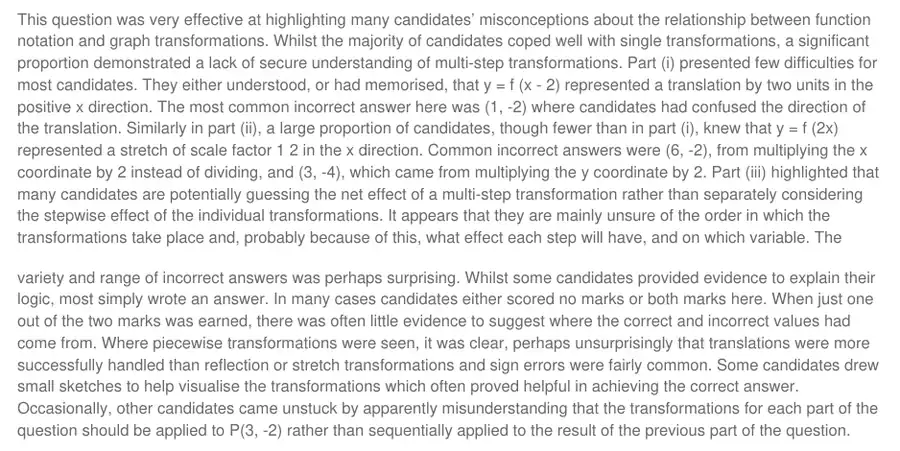 This question was very effective at highlighting many candidates' misconceptions about the relationship between function
notation and graph transformations. Whilst the majority of candidates coped well with single transformations, a significant
proportion demonstrated a lack of secure understanding of multi-step transformations. Part (i) presented few difficulties for
most candidates. They either understood, or had memorised, that y = f (x - 2) represented a translation by two units in the
positive x direction. The most common incorrect answer here was (1, -2) where candidates had confused the direction of
the translation. Similarly in part (ii), a large proportion of candidates, though fewer than in part (i), knew that y = f (2x)
represented a stretch of scale factor 1 2 in the x direction. Common incorrect answers were (6, -2), from multiplying the x
coordinate by 2 instead of dividing, and (3, -4), which came from multiplying the y coordinate by 2. Part (iii) highlighted that
many candidates are potentially guessing the net effect of a multi-step transformation rather than separately considering
the stepwise effect of the individual transformations. It appears that they are mainly unsure of the order in which the
transformations take place and, probably because of this, what effect each step will have, and on which variable. The
variety and range of incorrect answers was perhaps surprising. Whilst some candidates provided evidence to explain their
logic, most simply wrote an answer. In many cases candidates either scored no marks or both marks here. When just one
out of the two marks was earned, there was often little evidence to suggest where the correct and incorrect values had
come from. Where piecewise transformations were seen, it was clear, perhaps unsurprisingly that translations were more
successfully handled than reflection or stretch transformations and sign errors were fairly common. Some candidates drew
small sketches to help visualise the transformations which often proved helpful in achieving the correct answer.
Occasionally, other candidates came unstuck by apparently misunderstanding that the transformations for each part of the
question should be applied to P(3, -2) rather than sequentially applied to the result of the previous part of the question.